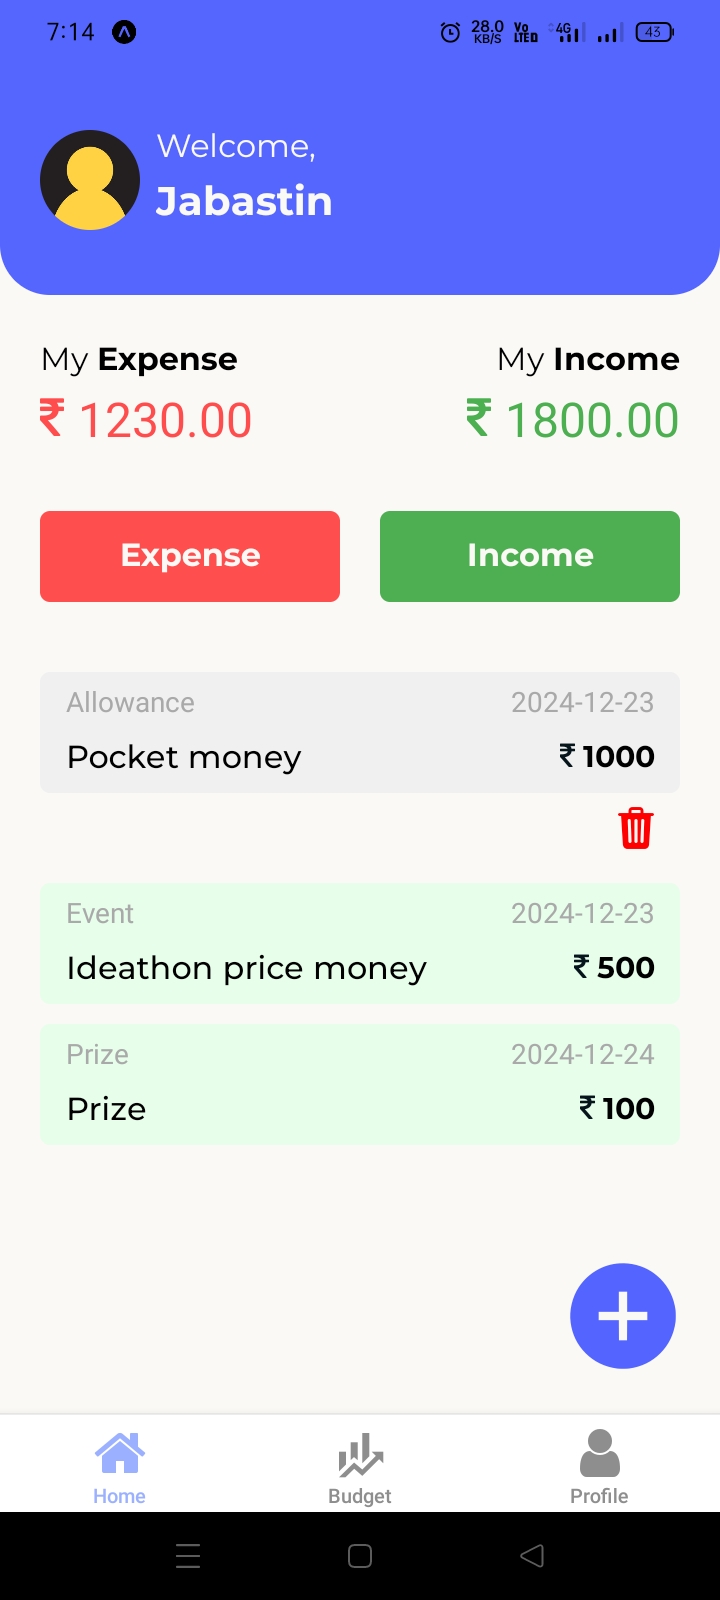 7:14 28.0 KB/S Vo LTE 4G 43
Welcome,
Jabastin
My Expense My Income
₹ 1230.00 ₹ 1800.00
Expense Income
Allowance 2024-12-23
Pocket money ₹ 1000
Event 2024-12-23
Ideathon price money ₹ 500
Prize 2024-12-24
Prize ₹ 100
Home Budget Profile